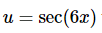 u = sec(6x)